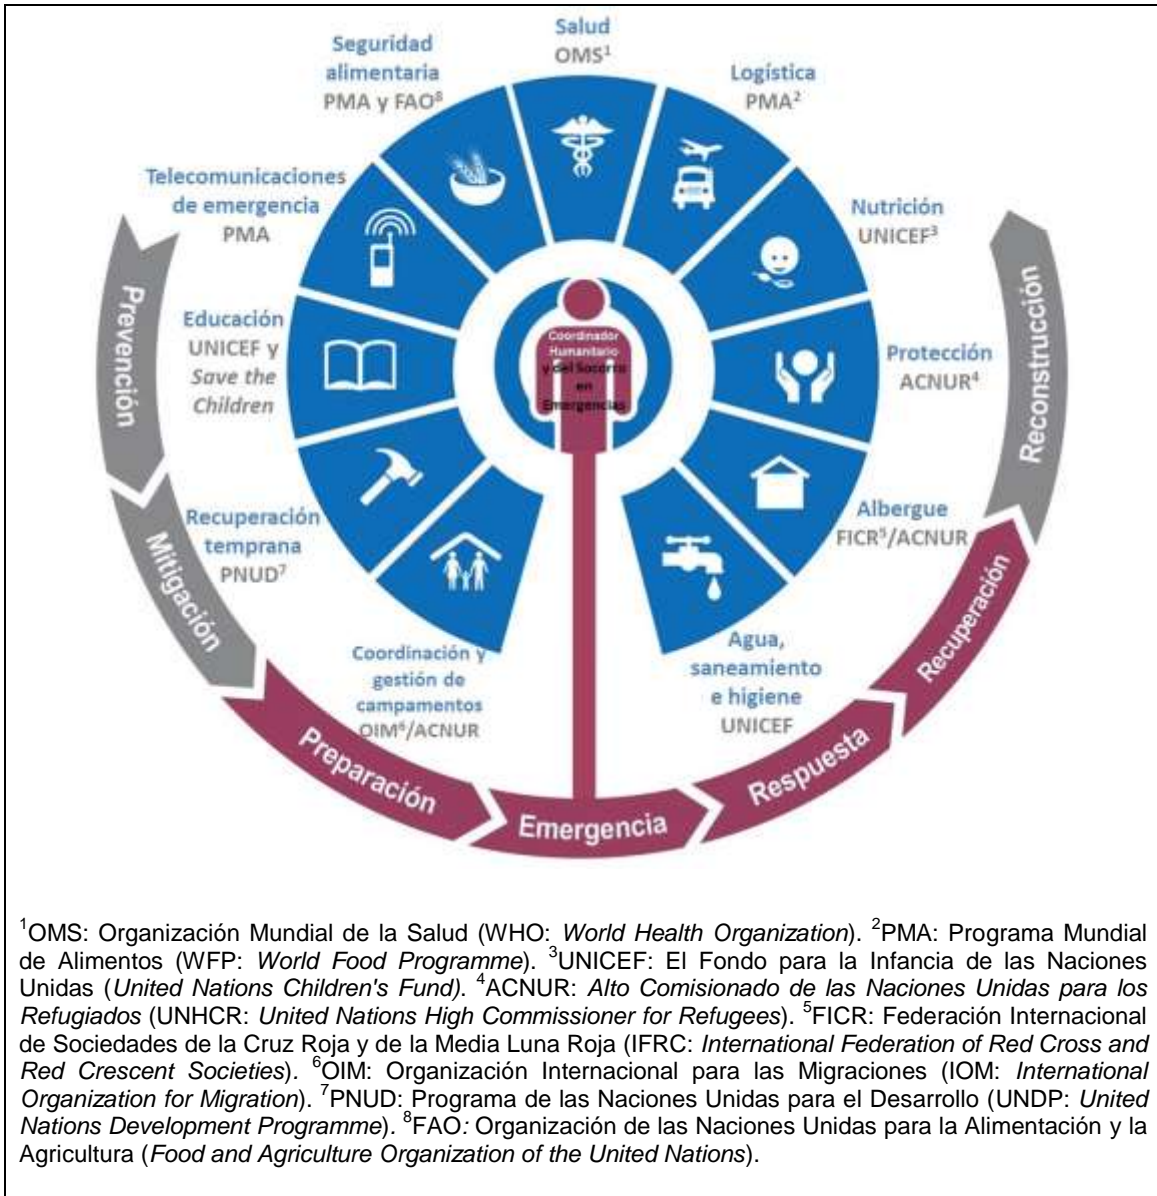 Salud
OMS¹
Seguridad
alimentaria
PMA y FAO⁸
Logística
PMA²
Telecomunicaciones
de emergencia
PMA
Nutrición
UNICEF³
Educación
UNICEF y
Save the
Children
Coordinador
Humanitario
y del Socorro
en
Emergencias
Protección
ACNUR⁴
Recuperación
temprana
PNUD⁷
Albergue
FICR⁵/ACNUR
Coordinación y
gestión de
campamentos
OIM⁶/ACNUR
Agua,
saneamiento
e higiene
UNICEF
Prevención
Mitigación
Preparación
Emergencia
Respuesta
Recuperación
Reconstrucción
¹OMS: Organización Mundial de la Salud (WHO: World Health Organization). ²PMA: Programa Mundial
de Alimentos (WFP: World Food Programme). ³UNICEF: El Fondo para la Infancia de las Naciones
Unidas (United Nations Children's Fund). ⁴ACNUR: Alto Comisionado de las Naciones Unidas para los
Refugiados (UNHCR: United Nations High Commissioner for Refugees). ⁵FICR: Federación Internacional
de Sociedades de la Cruz Roja y de la Media Luna Roja (IFRC: International Federation of Red Cross and
Red Crescent Societies). ⁶OIM: Organización Internacional para las Migraciones (IOM: International
Organization for Migration). ⁷PNUD: Programa de las Naciones Unidas para el Desarrollo (UNDP: United
Nations Development Programme). ⁸FAO: Organización de las Naciones Unidas para la Alimentación y la
Agricultura (Food and Agriculture Organization of the United Nations).